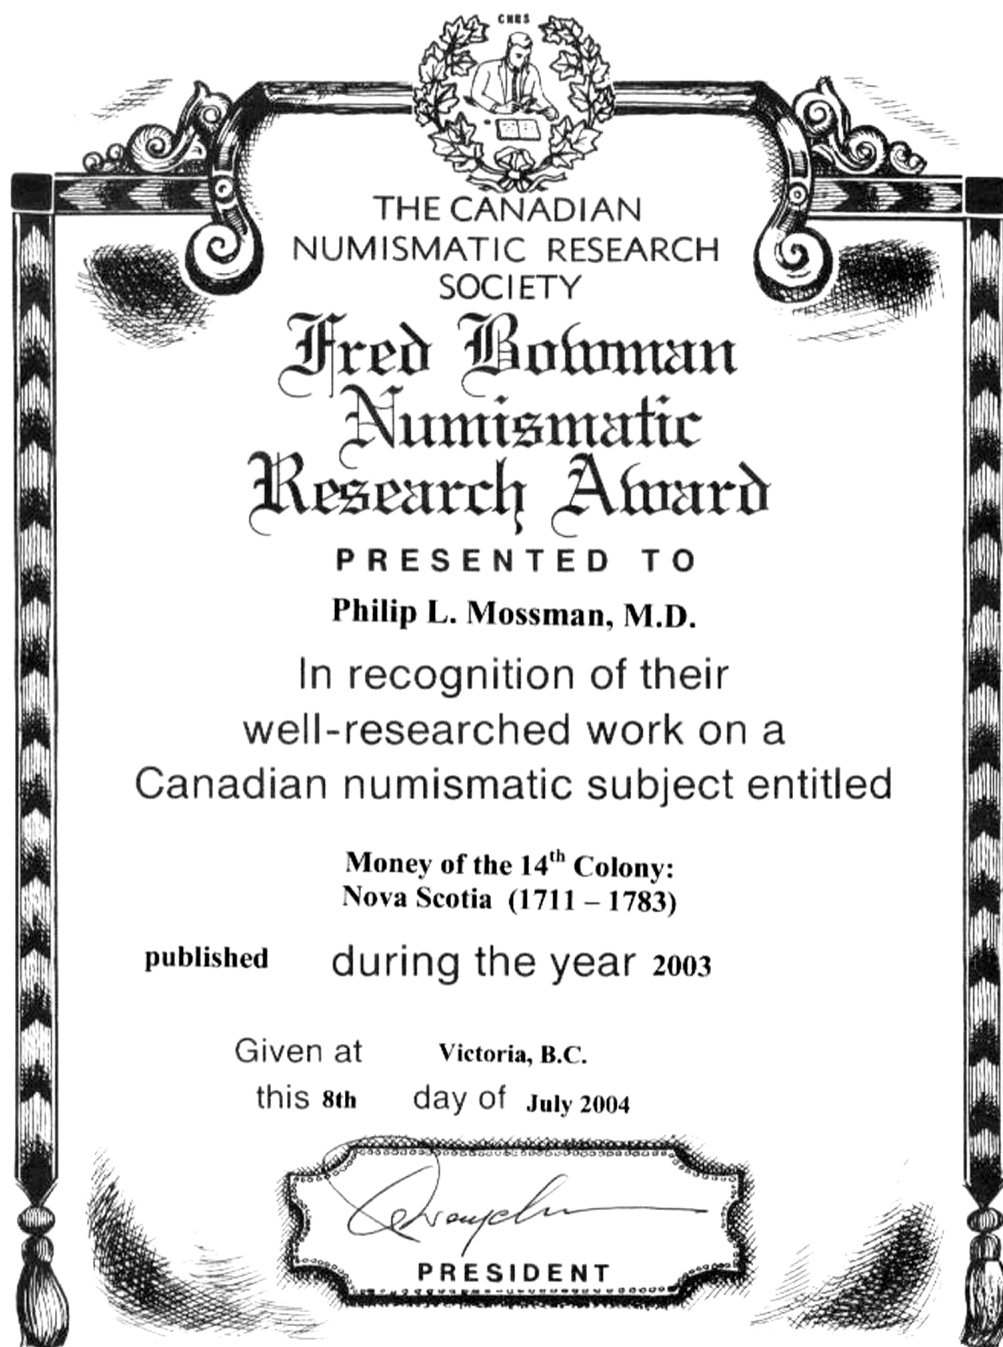 CNRS
THE CANADIAN
NUMISMATIC RESEARCH
SOCIETY
Fred Bowman
Numismatic
Research Award
PRESENTED TO
Philip L. Mossman, M.D.
In recognition of their
well-researched work on a
Canadian numismatic subject entitled
Money of the 14th Colony:
Nova Scotia (1711 – 1783)
published during the year 2003
Given at Victoria, B.C.
this 8th day of July 2004
PRESIDENT